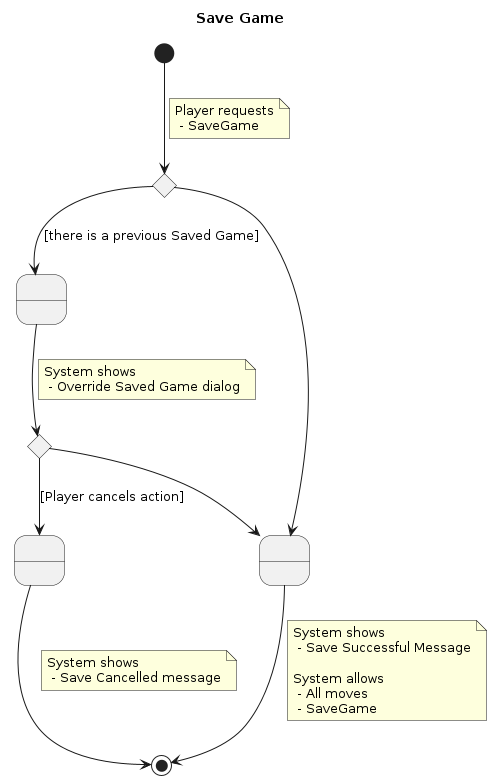 Save Game
Player requests
- SaveGame
[there is a previous Saved Game]
System shows
- Override Saved Game dialog
[Player cancels action]
System shows
- Save Cancelled message
System shows
- Save Successful Message
System allows
- All moves
- SaveGame